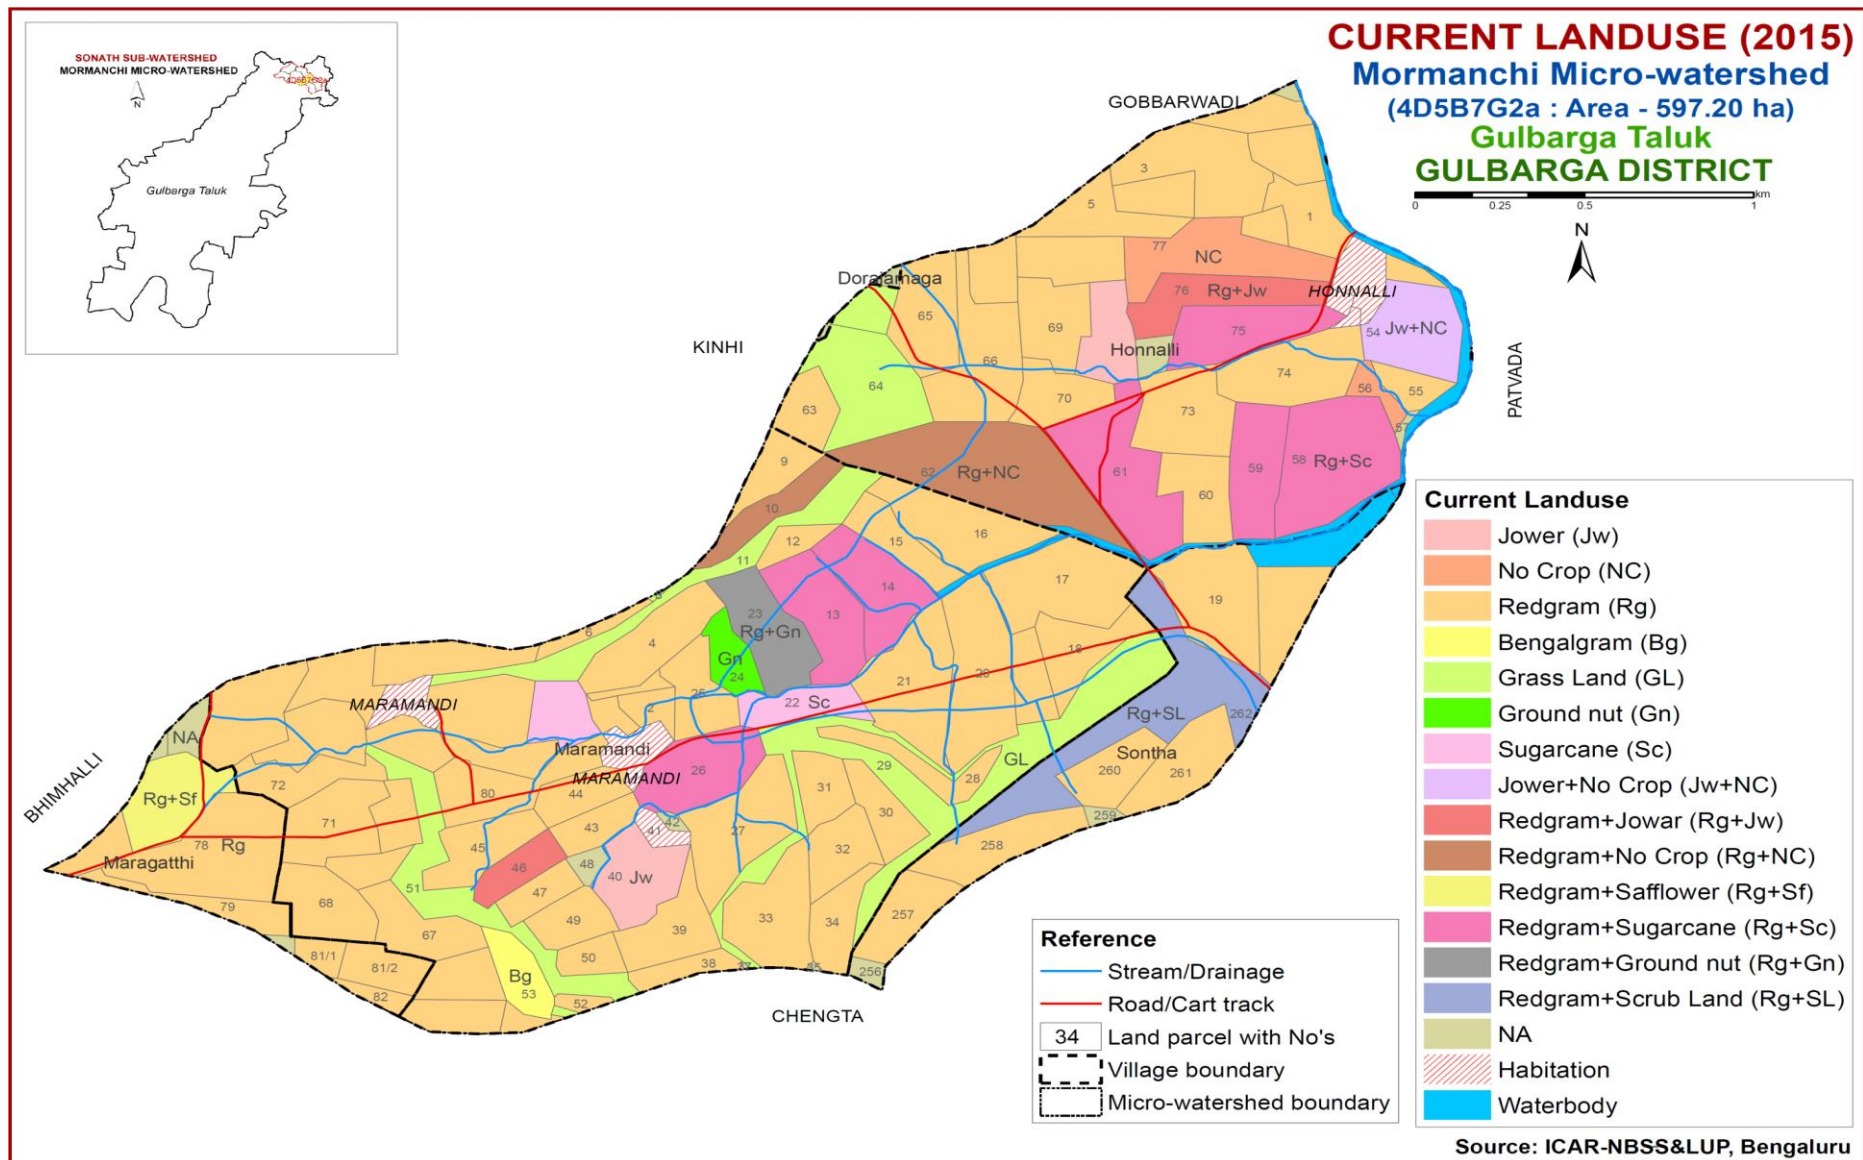 CURRENT LANDUSE (2015)
Mormanchi Micro-watershed
(4D5B7G2a : Area - 597.20 ha)
Gulbarga Taluk
GULBARGA DISTRICT
0 0.25 0.5 1 km
N
SONATH SUB-WATERSHED
MORMANCHI MICRO-WATERSHED
4D5B7G2a
N
Gulbarga Taluk
GOBBARWADI
3
5
1
77
NC
Dorajamaga
76
Rg+Jw
HONNALLI
65
69
75
54
Jw+NC
KINHI
Honnalli
66
PATVADA
64
74
56
55
63
70
73
57
9
62
Rg+NC
61
59
58
Rg+Sc
60
10
12
15
16
11
14
17
8
23
13
19
6
4
Rg+Gn
18
Gn
24
21
20
25
MARAMANDI
2
22
Sc
Rg+SL
262
NA
Maramandi
GL
Sontha
BHIMHALLI
MARAMANDI
26
29
28
260
261
72
80
44
31
Rg+Sf
71
43
41
42
27
30
259
78
Rg
45
32
258
Maragatthi
46
48
51
47
40
Jw
79
68
49
33
34
257
67
39
81/1
81/2
50
38
37
35
256
82
Bg
53
52
CHENGTA
Reference
Stream/Drainage
Road/Cart track
34 Land parcel with No's
Village boundary
Micro-watershed boundary
Current Landuse
Jower (Jw)
No Crop (NC)
Redgram (Rg)
Bengalgram (Bg)
Grass Land (GL)
Ground nut (Gn)
Sugarcane (Sc)
Jower+No Crop (Jw+NC)
Redgram+Jowar (Rg+Jw)
Redgram+No Crop (Rg+NC)
Redgram+Safflower (Rg+Sf)
Redgram+Sugarcane (Rg+Sc)
Redgram+Ground nut (Rg+Gn)
Redgram+Scrub Land (Rg+SL)
NA
Habitation
Waterbody
Source: ICAR-NBSS&LUP, Bengaluru